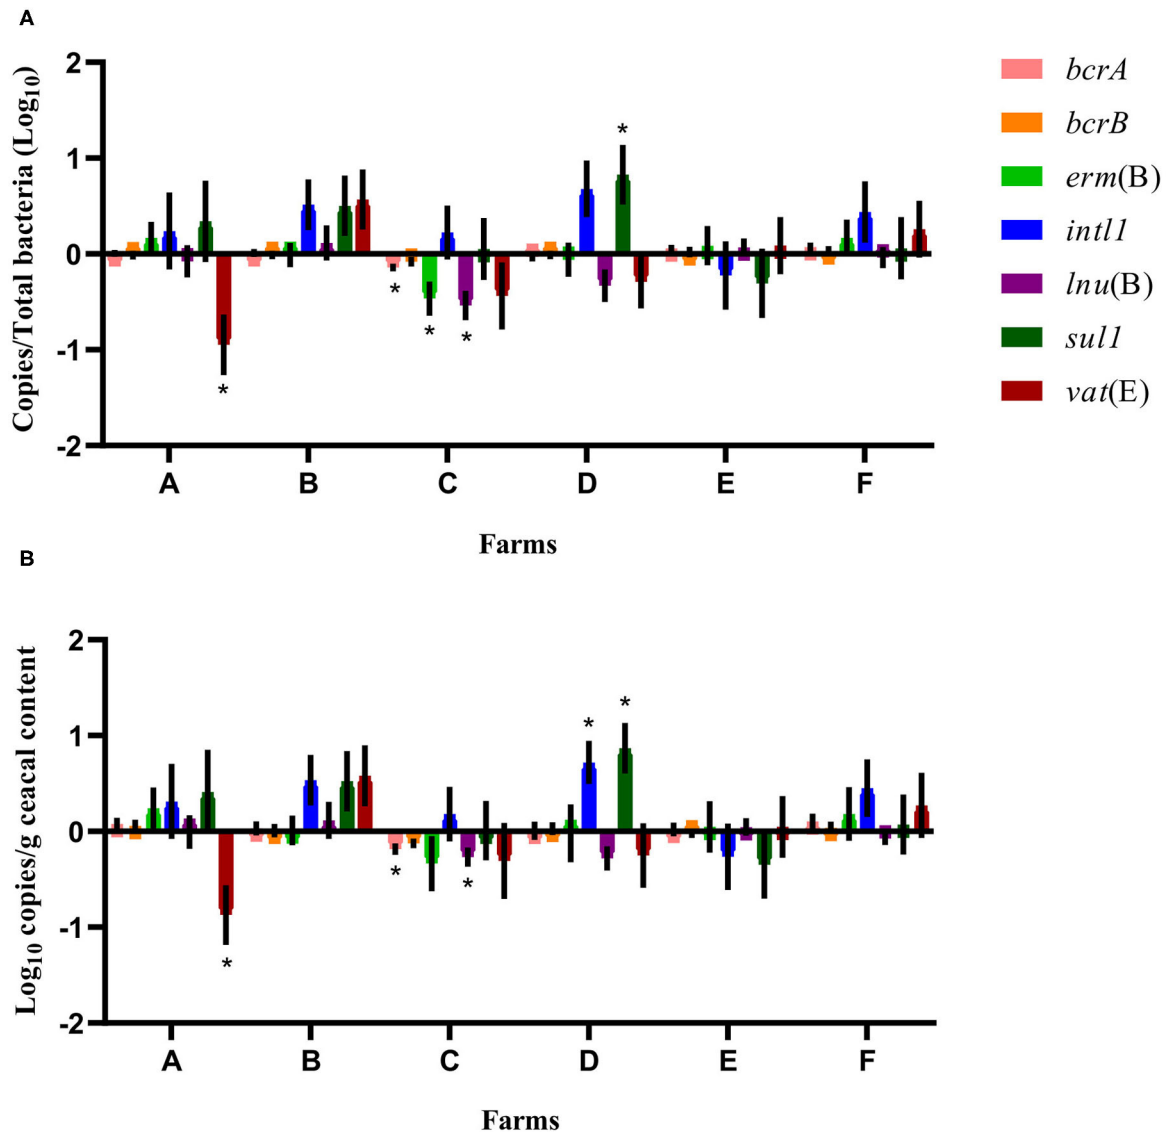 A
Copies/Total bacteria (Log10)
2
1
0
-1
-2
*
*
*
*
*
A
B
C
D
E
F
Farms
bcrA
bcrB
erm(B)
intl1
lnu(B)
sul1
vat(E)
B
Log10 copies/g ceacal content
2
1
0
-1
-2
*
*
*
*
*
A
B
C
D
E
F
Farms